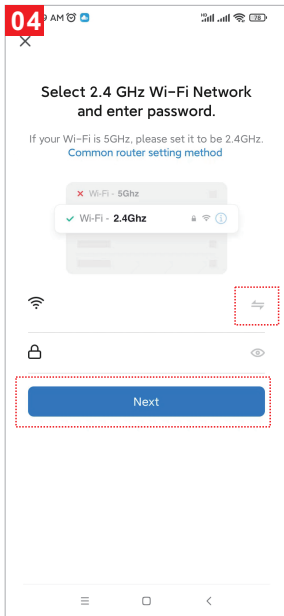 04
9 AM
78
Select 2.4 GHz Wi-Fi Network
and enter password.
If your Wi-Fi is 5GHz, please set it to be 2.4GHz.
Common router setting method
Wi-Fi - 5Ghz
Wi-Fi - 2.4Ghz
Next